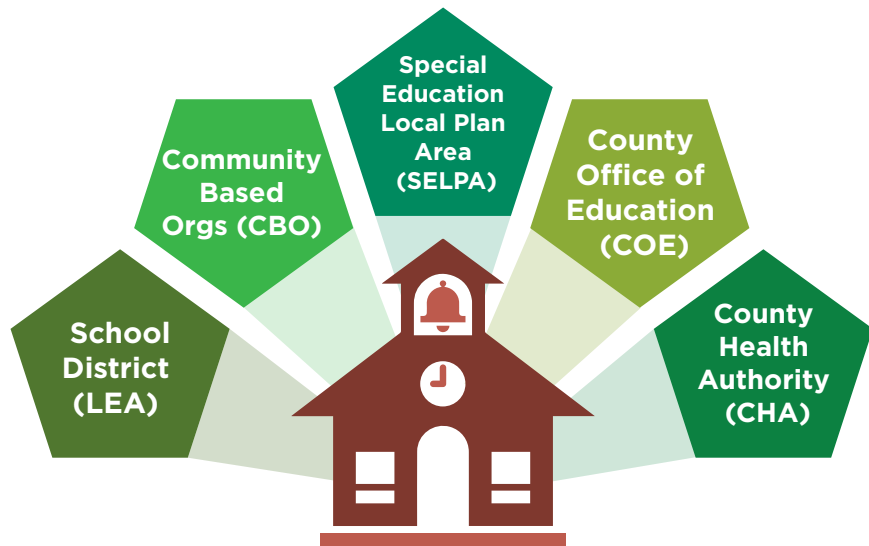 School
District
(LEA)
Community
Based
Orgs (CBO)
Special
Education
Local Plan
Area
(SELPA)
County
Office of
Education
(COE)
County
Health
Authority
(CHA)